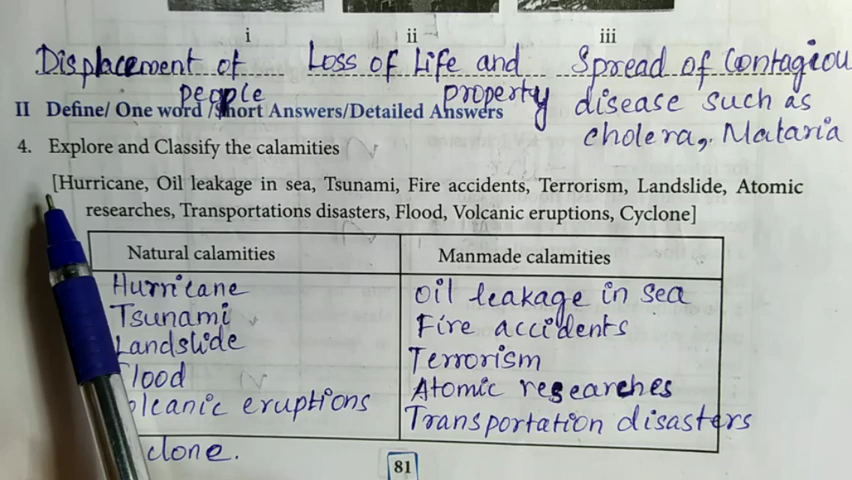 i ii iii
Displacement of Loss of Life and Spread of Contagiou
people property disease such as
II Define/ One word /Short Answers/Detailed Answers
cholera, Malaria
4. Explore and Classify the calamities
[Hurricane, Oil leakage in sea, Tsunami, Fire accidents, Terrorism, Landslide, Atomic
researches, Transportations disasters, Flood, Volcanic eruptions, Cyclone]
Natural calamities Manmade calamities
Hurricane Oil leakage in sea
Tsunami Fire accidents
Landslide Terrorism
lood Atomic researches
olcanic eruptions Transportation disasters
clone.
81